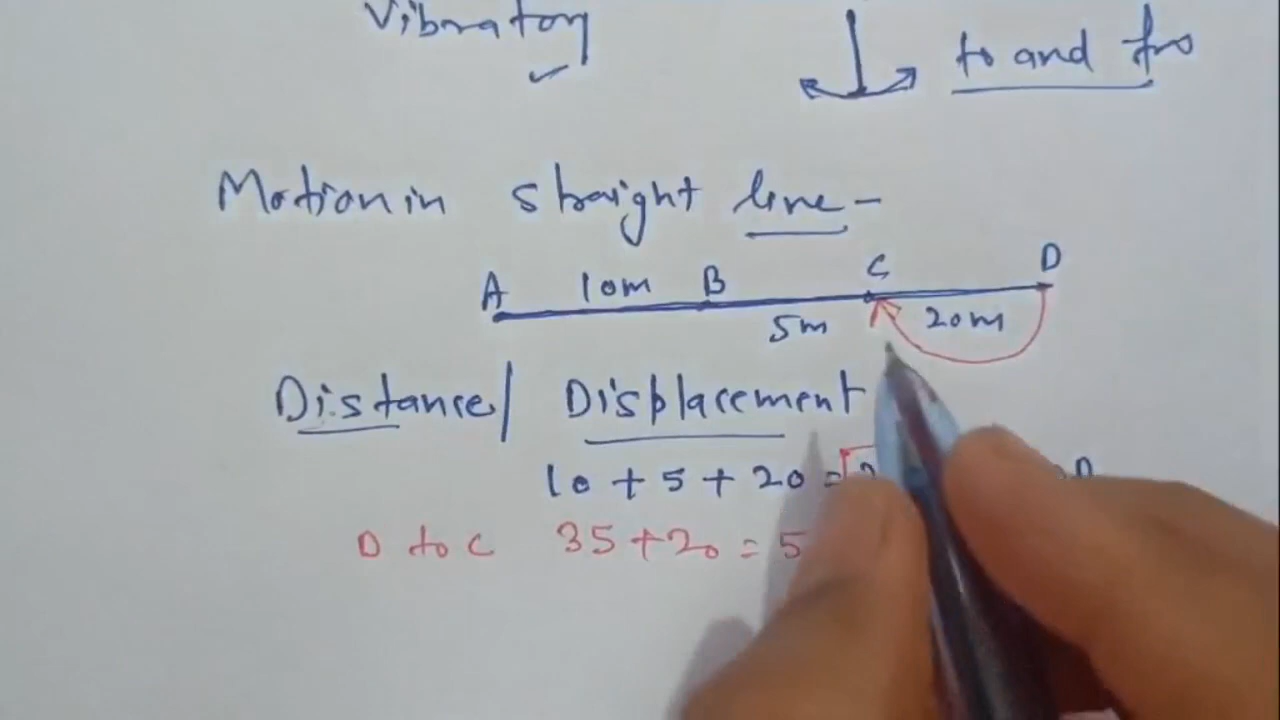 Vibratory
to and fro
Motion in straight line -
A 10m B C D
5m 20m
Distance/ Displacement
10 + 5 + 20 =
D to C 35 + 20 = 5